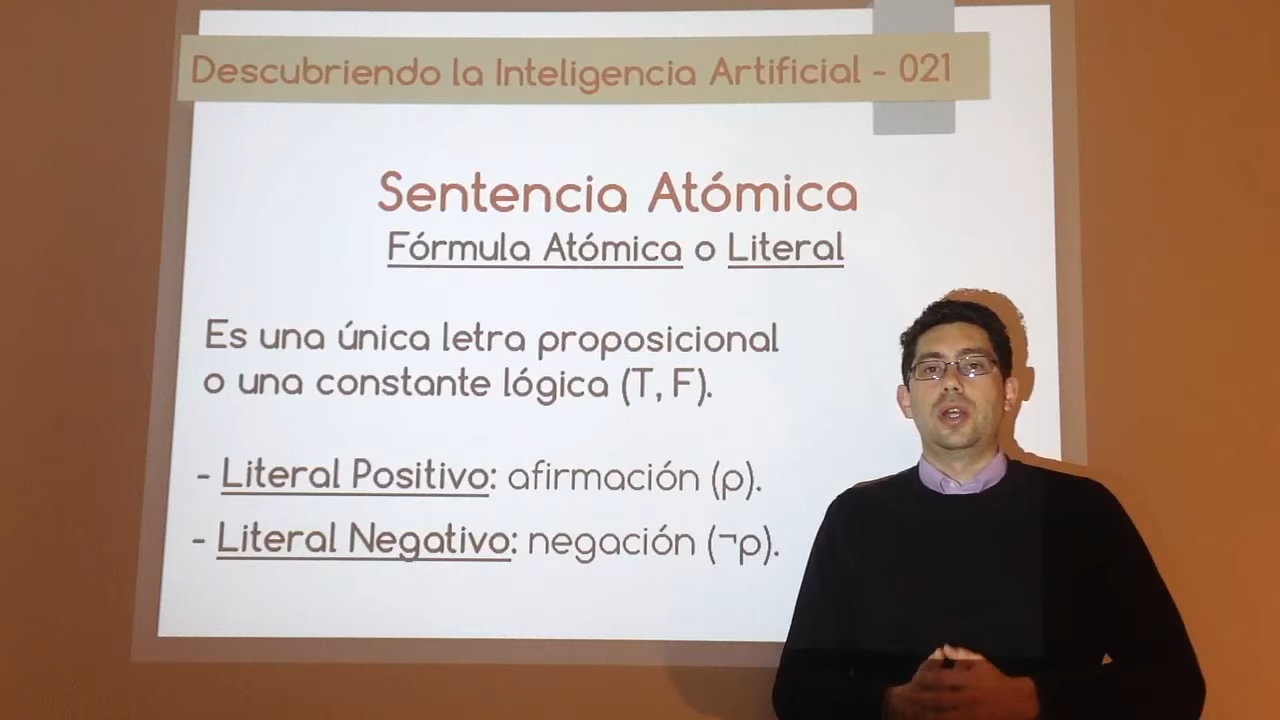 Descubriendo la Inteligencia Artificial - 021
Sentencia Atómica
Fórmula Atómica o Literal
Es una única letra proposicional
o una constante lógica (T, F).
- Literal Positivo: afirmación (p).
- Literal Negativo: negación (¬p).